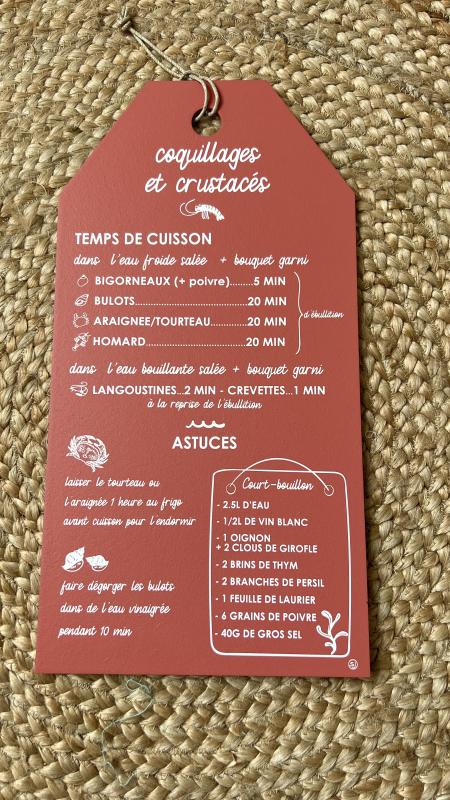 coquillages
et crustacés
TEMPS DE CUISSON
dans l'eau froide salée + bouquet garni
BIGORNEAUX (+ poivre)........5 MIN
BULOTS..............................20 MIN
ARAIGNEE/TOURTEAU..........20 MIN
HOMARD............................20 MIN
d'ébullition
dans l'eau bouillante salée + bouquet garni
LANGOUSTINES...2 MIN - CREVETTES...1 MIN
à la reprise de l'ébullition
ASTUCES
laisser le tourteau ou
l'araignée 1 heure au frigo
avant cuisson pour l'endormir
faire dégorger les bulots
dans de l'eau vinaigrée
pendant 10 min
Court-bouillon
- 2.5L D'EAU
- 1/2L DE VIN BLANC
- 1 OIGNON
+ 2 CLOUS DE GIROFLE
- 2 BRINS DE THYM
- 2 BRANCHES DE PERSIL
- 1 FEUILLE DE LAURIER
- 6 GRAINS DE POIVRE
- 40G DE GROS SEL